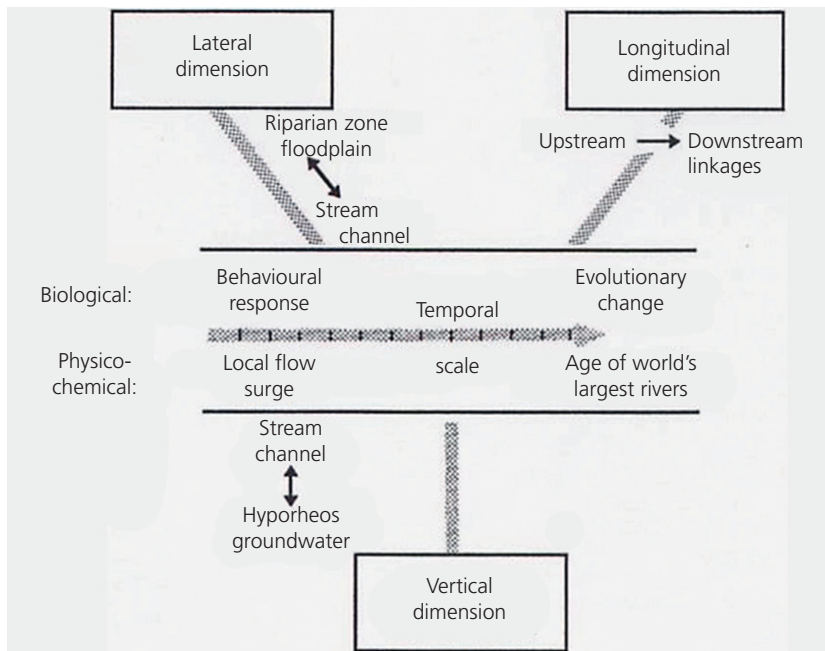 Lateral
dimension
Longitudinal
dimension
Riparian zone
floodplain
Upstream
Downstream
linkages
Stream
channel
Biological:
Behavioural
response
Temporal
Evolutionary
change
Physico-
chemical:
Local flow
surge
scale
Age of world's
largest rivers
Stream
channel
Hyporheos
groundwater
Vertical
dimension